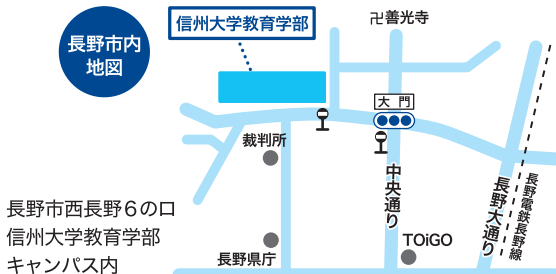 長野市内
地図
信州大学教育学部
卍善光寺
大門
裁判所
中央通り
長野大通り
長野電鉄長野線
長野市西長野6のロ
信州大学教育学部
キャンパス内
長野県庁
TOiGO